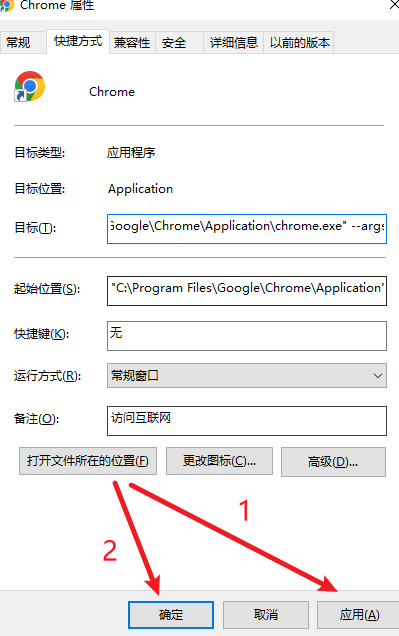 Chrome 属性
常规 快捷方式 兼容性 安全 详细信息 以前的版本
Chrome
目标类型: 应用程序
目标位置: Application
目标(T): Google\Chrome\Application\chrome.exe" --args
起始位置(S): "C:\Program Files\Google\Chrome\Application"
快捷键(K): 无
运行方式(R): 常规窗口
备注(O): 访问互联网
打开文件所在的位置(F) 更改图标(C)... 高级(D)...
1
2
确定 取消 应用(A)